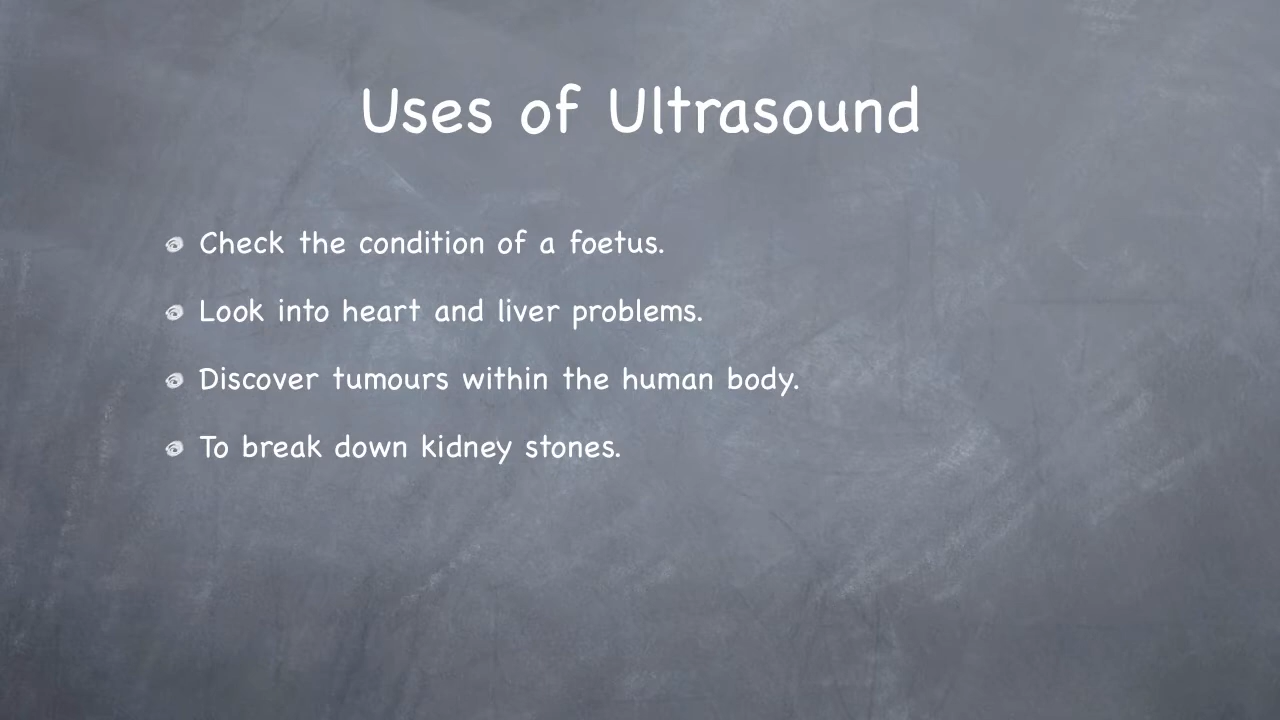 Uses of Ultrasound
Check the condition of a foetus.
Look into heart and liver problems.
Discover tumours within the human body.
To break down kidney stones.